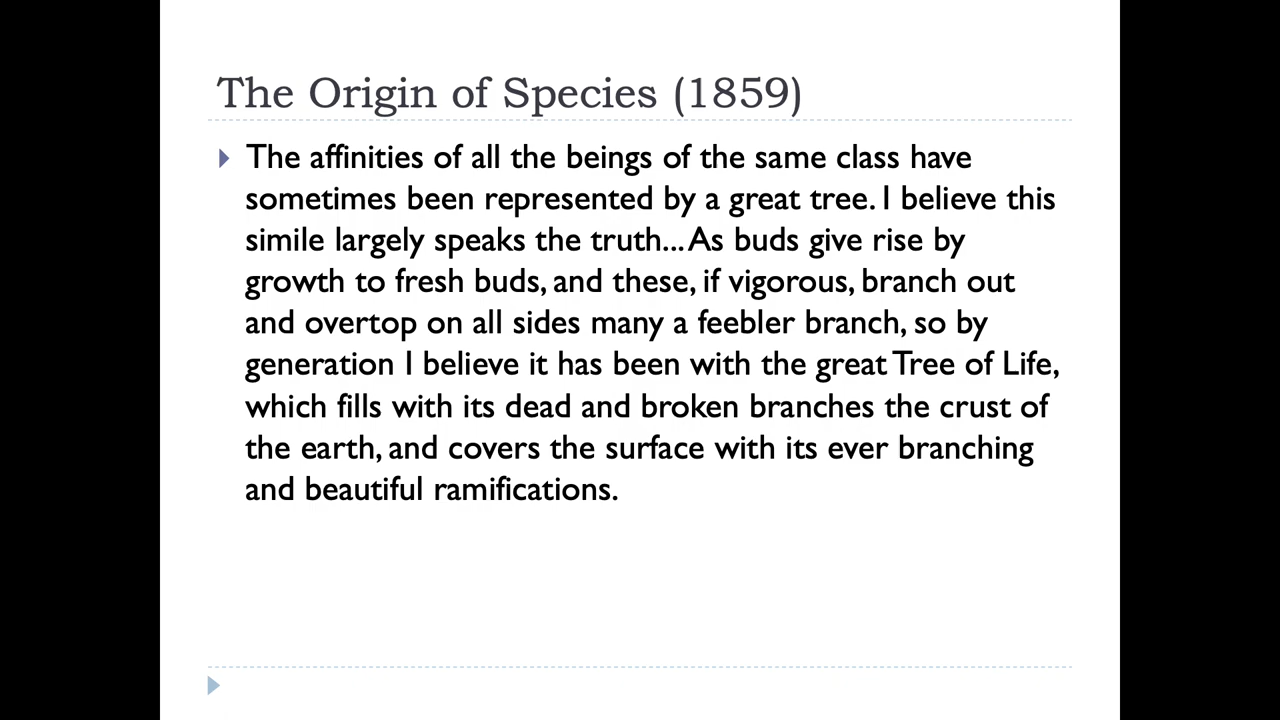 The Origin of Species (1859)
The affinities of all the beings of the same class have
sometimes been represented by a great tree. I believe this
simile largely speaks the truth... As buds give rise by
growth to fresh buds, and these, if vigorous, branch out
and overtop on all sides many a feebler branch, so by
generation I believe it has been with the great Tree of Life,
which fills with its dead and broken branches the crust of
the earth, and covers the surface with its ever branching
and beautiful ramifications.